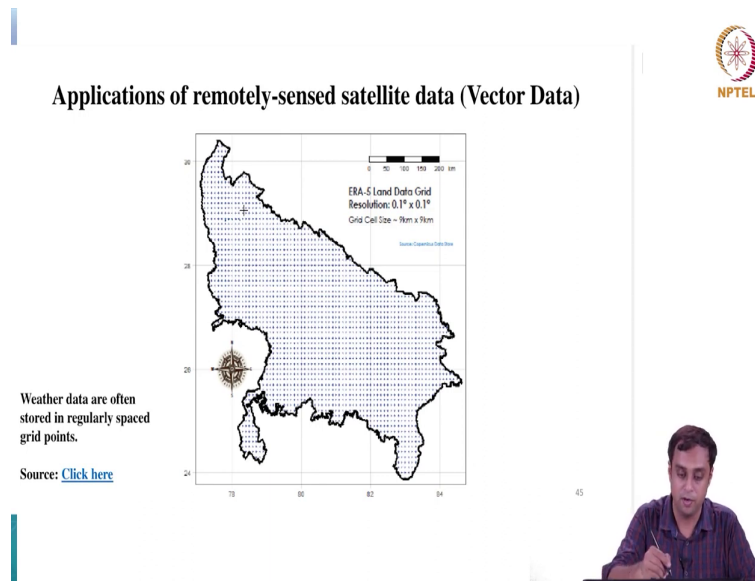 NPTEL
Applications of remotely-sensed satellite data (Vector Data)
0 50 100 150 200 km
ERA-5 Land Data Grid
Resolution: 0.1° x 0.1°
Grid Cell Size ~ 9km x 9km
Source: Copernicus Data Store
28
26
24
78
80
82
84
Weather data are often
stored in regularly spaced
grid points.
Source: Click here
45